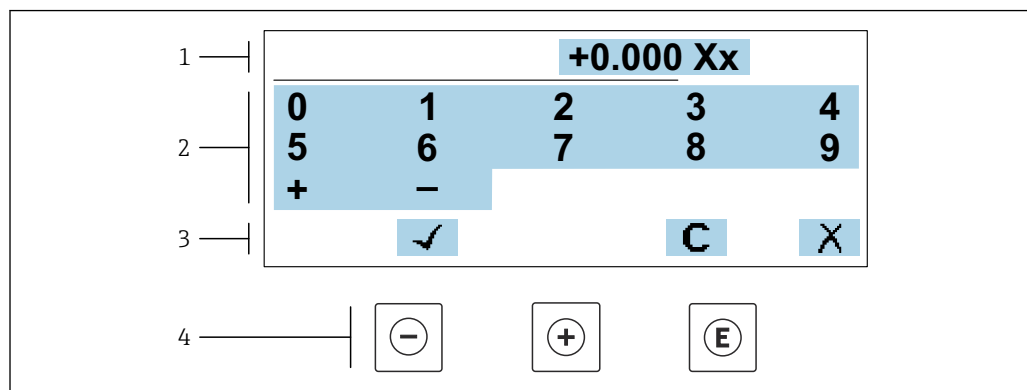 1 +0.000 Xx
0 1 2 3 4
2 5 6 7 8 9
+ −
3 ✓ C X
4 − + E